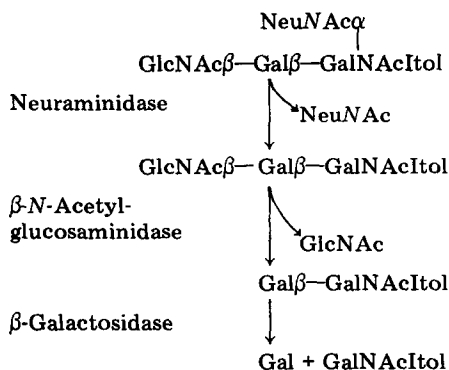 NeuNAcα
GlcNAcβ—Galβ—GalNAcItol
Neuraminidase
NeuNAc
GlcNAcβ—Galβ—GalNAcItol
β-N-Acetyl-
glucosaminidase
GlcNAc
Galβ—GalNAcItol
β-Galactosidase
Gal + GalNAcItol